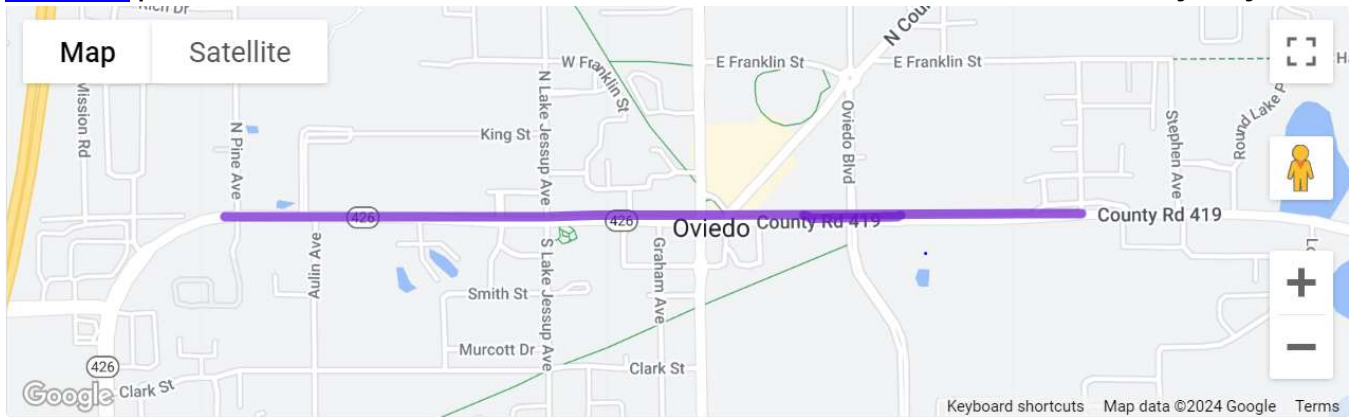 Rich Dr
Map
Satellite
N Cou
W Franklin St
E Franklin St
E Franklin St
Ha
Mission Rd
N Pine Ave
N Lake Jessup Ave
King St
Oviedo Blvd
Stephen Ave
Round Lake
426
426
Oviedo
County Rd 419
County Rd 419
Aulin Ave
S Lake Jessup Ave
Graham Ave
Lo
Smith St
+
Murcott Dr
−
426
Clark St
Clark St
Google
Keyboard shortcuts Map data ©2024 Google Terms